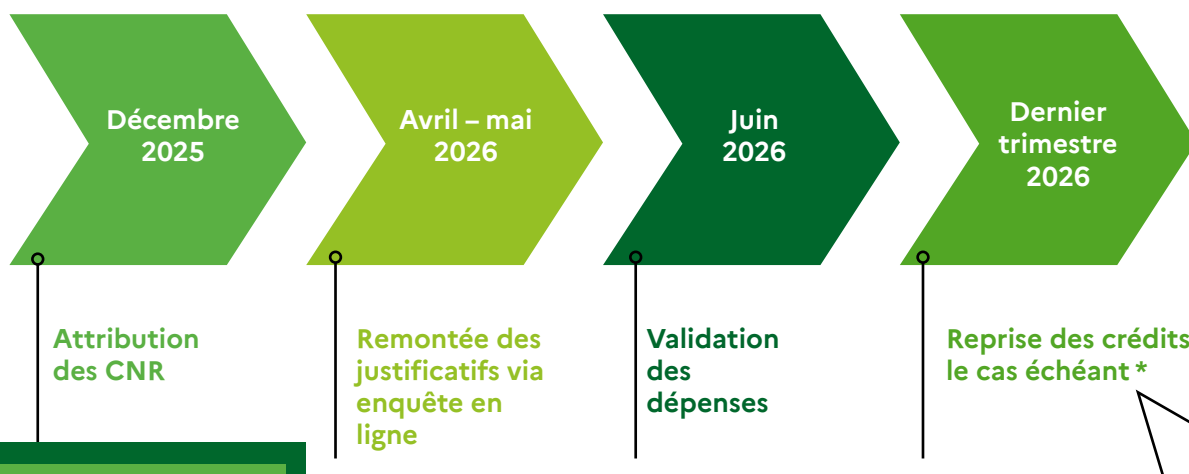 Décembre
2025
Avril – mai
2026
Juin
2026
Dernier
trimestre
2026
Attribution
des CNR
Remontée des
justificatifs via
enquête en
ligne
Validation
des
dépenses
Reprise des crédits
le cas échéant *